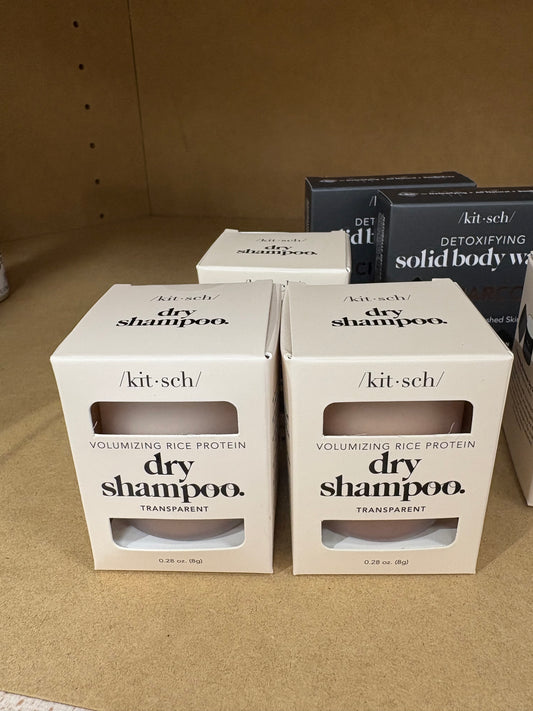 /kit·sch/
DETOXIFYING
solid body
/kit·sch/
dry
shampoo.
/kit·sch/
dry
shampoo.
/kit·sch/
VOLUMIZING RICE PROTEIN
dry
shampoo.
TRANSPARENT
0.28 oz. (8g)
/kit·sch/
dry
shampoo.
/kit·sch/
VOLUMIZING RICE PROTEIN
dry
shampoo.
TRANSPARENT
0.28 oz. (8g)